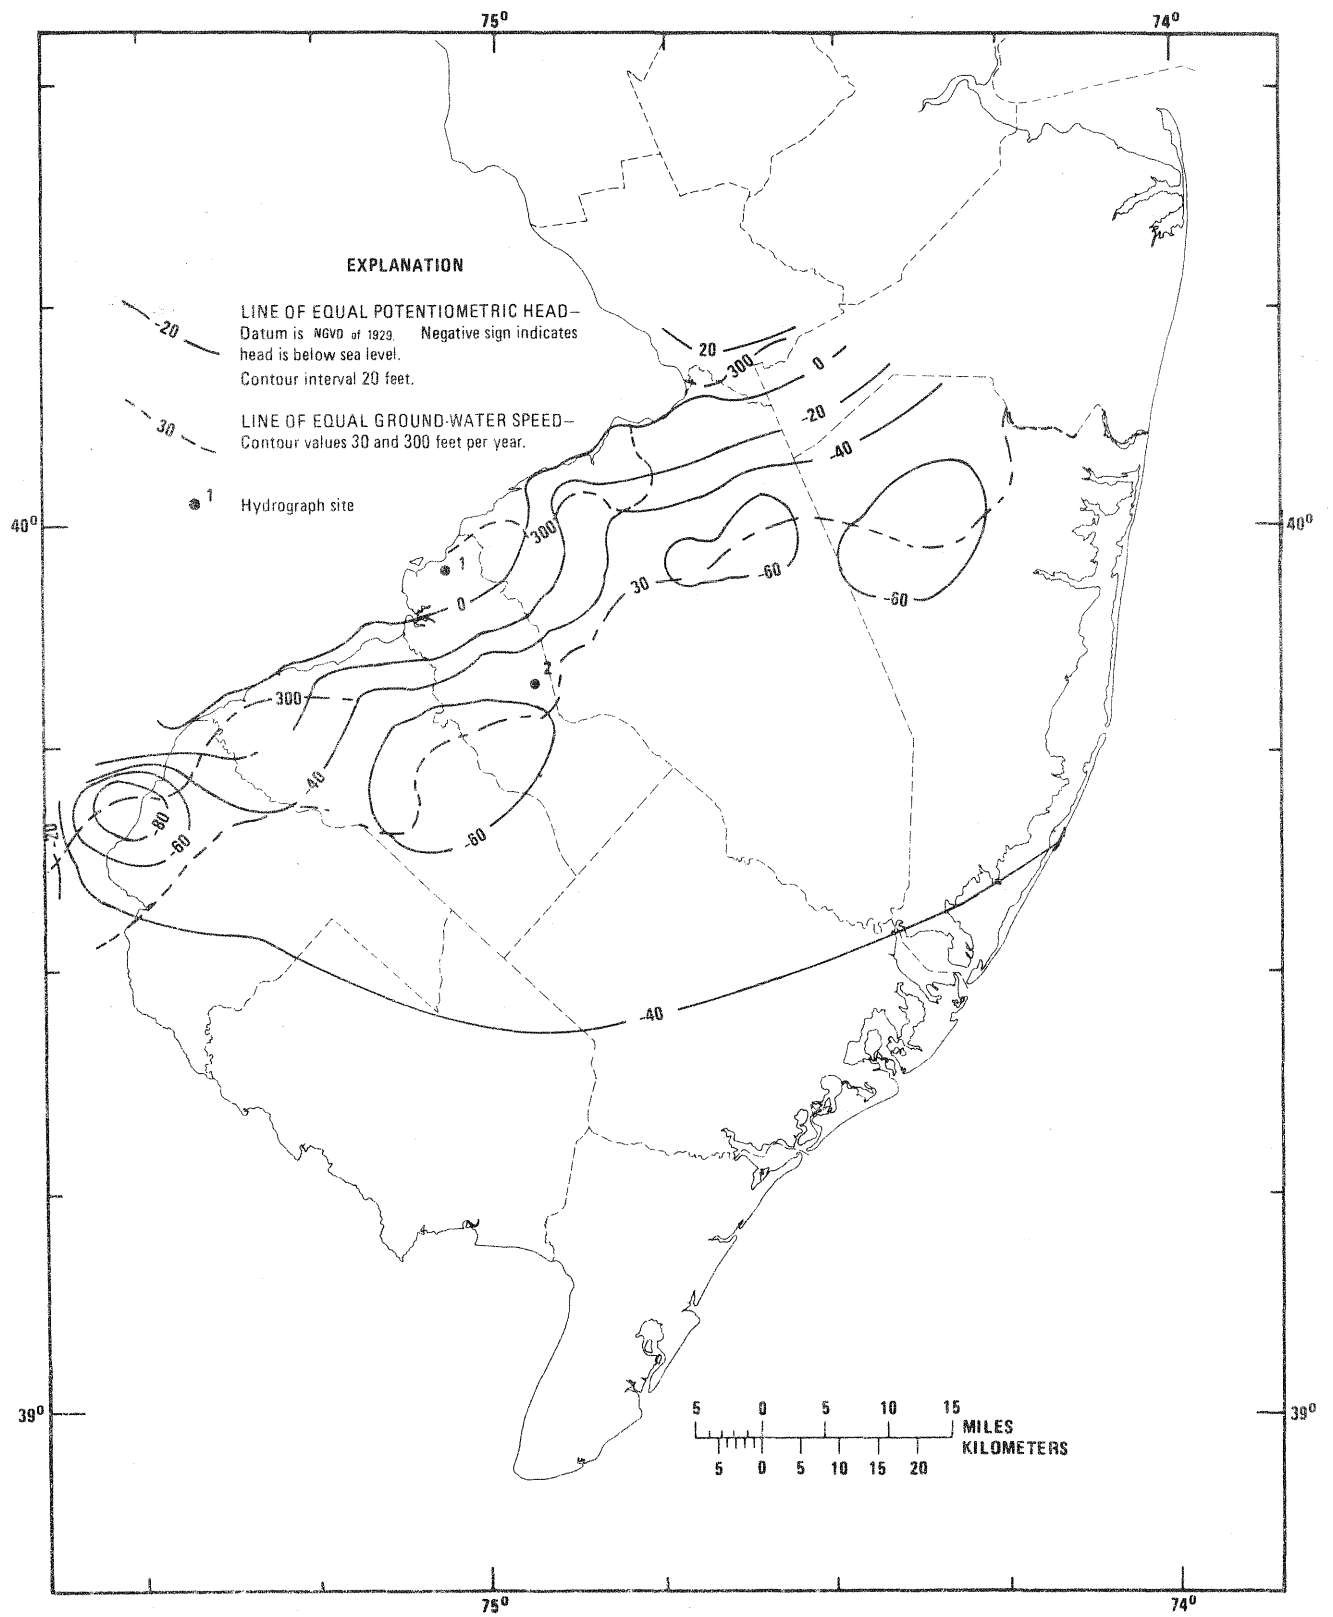 75° 74°
EXPLANATION
-20
LINE OF EQUAL POTENTIOMETRIC HEAD—
Datum is NGVD of 1929. Negative sign indicates
head is below sea level.
Contour interval 20 feet.
30
LINE OF EQUAL GROUND-WATER SPEED—
Contour values 30 and 300 feet per year.
1 Hydrograph site
20
300
0
-20
-40
40° 40°
300
1
30
-60
-60
0
2
300
-40
-80
-60
-60
-20
-40
39° 39°
5 0 5 10 15
MILES
KILOMETERS
5 0 5 10 15 20
75° 74°